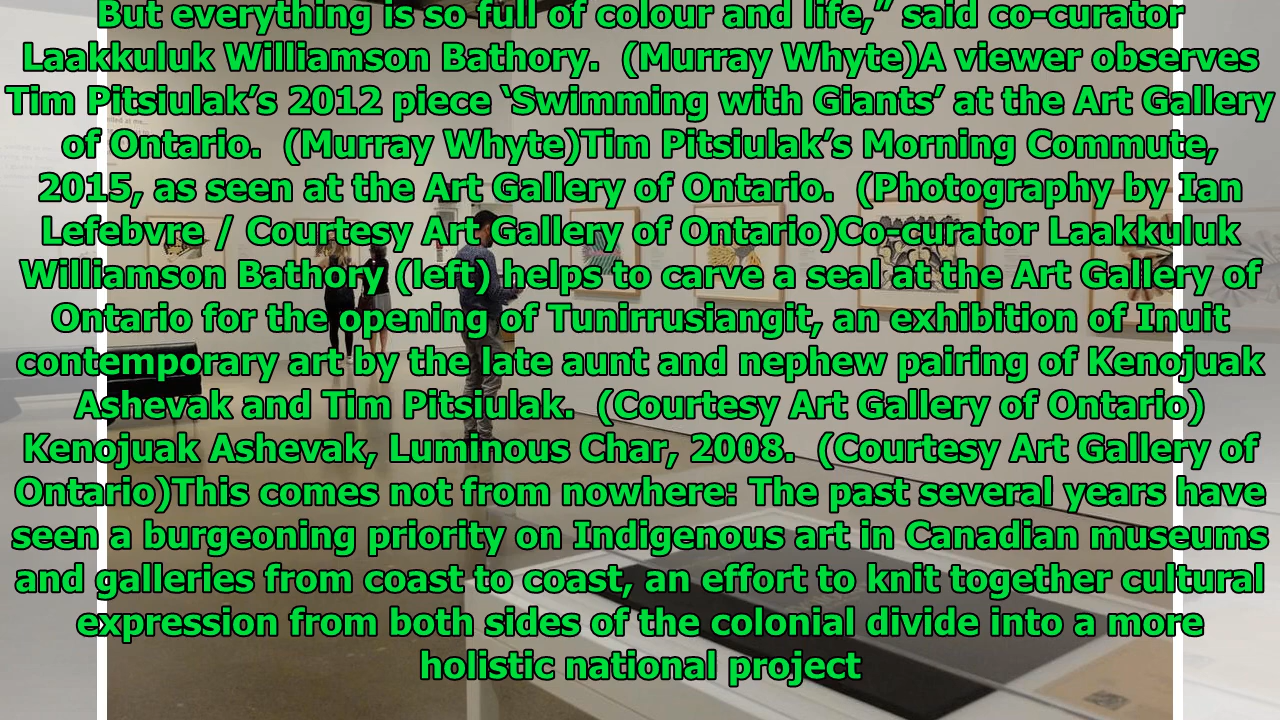 But everything is so full of colour and life,” said co-curator
Laakkuluk Williamson Bathory.  (Murray Whyte)A viewer observes
Tim Pitsiulak’s 2012 piece ‘Swimming with Giants’ at the Art Gallery
of Ontario.  (Murray Whyte)Tim Pitsiulak’s Morning Commute,
2015, as seen at the Art Gallery of Ontario.  (Photography by Ian
Lefebvre / Courtesy Art Gallery of Ontario)Co-curator Laakkuluk
Williamson Bathory (left) helps to carve a seal at the Art Gallery of
Ontario for the opening of Tunirrusiangit, an exhibition of Inuit
contemporary art by the late aunt and nephew pairing of Kenojuak
Ashevak and Tim Pitsiulak.  (Courtesy Art Gallery of Ontario)
Kenojuak Ashevak, Luminous Char, 2008.  (Courtesy Art Gallery of
Ontario)This comes not from nowhere: The past several years have
seen a burgeoning priority on Indigenous art in Canadian museums
and galleries from coast to coast, an effort to knit together cultural
expression from both sides of the colonial divide into a more
holistic national project